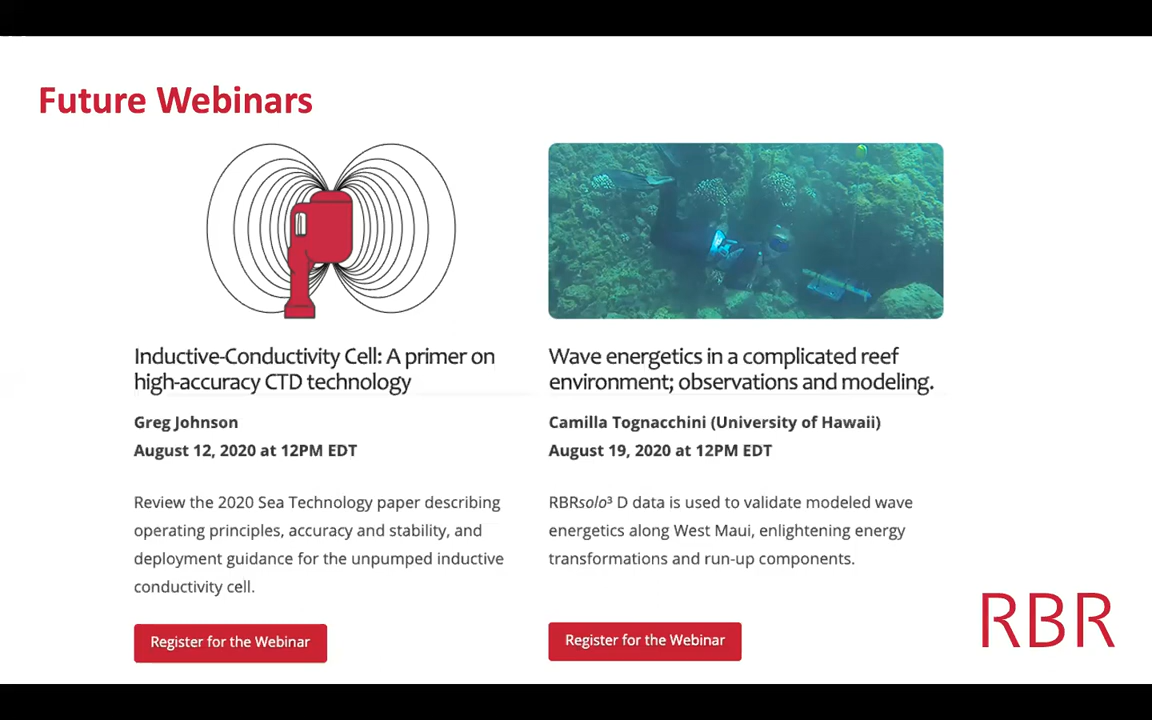 Future Webinars
Inductive-Conductivity Cell: A primer on
high-accuracy CTD technology
Greg Johnson
August 12, 2020 at 12PM EDT
Review the 2020 Sea Technology paper describing
operating principles, accuracy and stability, and
deployment guidance for the unpumped inductive
conductivity cell.
Register for the Webinar
Wave energetics in a complicated reef
environment; observations and modeling.
Camilla Tognacchini (University of Hawaii)
August 19, 2020 at 12PM EDT
RBRsolo³ D data is used to validate modeled wave
energetics along West Maui, enlightening energy
transformations and run-up components.
Register for the Webinar
RBR